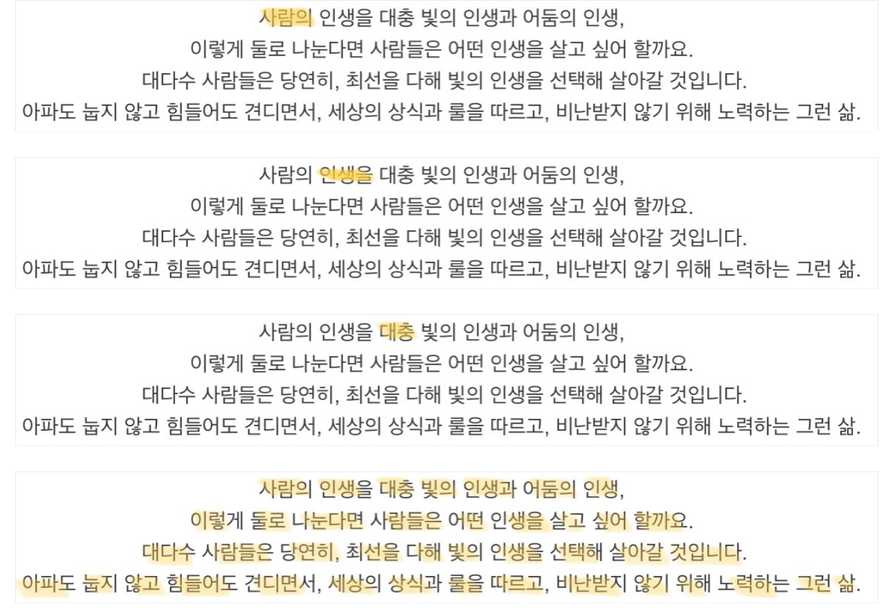 사람의 인생을 대충 빛의 인생과 어둠의 인생,
이렇게 둘로 나눈다면 사람들은 어떤 인생을 살고 싶어 할까요.
대다수 사람들은 당연히, 최선을 다해 빛의 인생을 선택해 살아갈 것입니다.
아파도 눕지 않고 힘들어도 견디면서, 세상의 상식과 룰을 따르고, 비난받지 않기 위해 노력하는 그런 삶.
사람의 인생을 대충 빛의 인생과 어둠의 인생,
이렇게 둘로 나눈다면 사람들은 어떤 인생을 살고 싶어 할까요.
대다수 사람들은 당연히, 최선을 다해 빛의 인생을 선택해 살아갈 것입니다.
아파도 눕지 않고 힘들어도 견디면서, 세상의 상식과 룰을 따르고, 비난받지 않기 위해 노력하는 그런 삶.
사람의 인생을 대충 빛의 인생과 어둠의 인생,
이렇게 둘로 나눈다면 사람들은 어떤 인생을 살고 싶어 할까요.
대다수 사람들은 당연히, 최선을 다해 빛의 인생을 선택해 살아갈 것입니다.
아파도 눕지 않고 힘들어도 견디면서, 세상의 상식과 룰을 따르고, 비난받지 않기 위해 노력하는 그런 삶.
사람의 인생을 대충 빛의 인생과 어둠의 인생,
이렇게 둘로 나눈다면 사람들은 어떤 인생을 살고 싶어 할까요.
대다수 사람들은 당연히, 최선을 다해 빛의 인생을 선택해 살아갈 것입니다.
아파도 눕지 않고 힘들어도 견디면서, 세상의 상식과 룰을 따르고, 비난받지 않기 위해 노력하는 그런 삶.